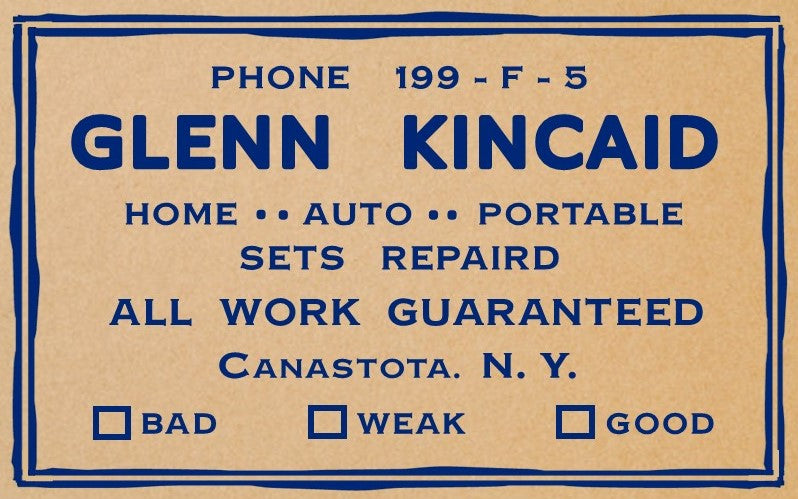 PHONE 199 - F - 5
GLENN KINCAID
HOME •• AUTO •• PORTABLE
SETS REPAIRD
ALL WORK GUARANTEED
CANASTOTA. N. Y.
☐ BAD ☐ WEAK ☐ GOOD